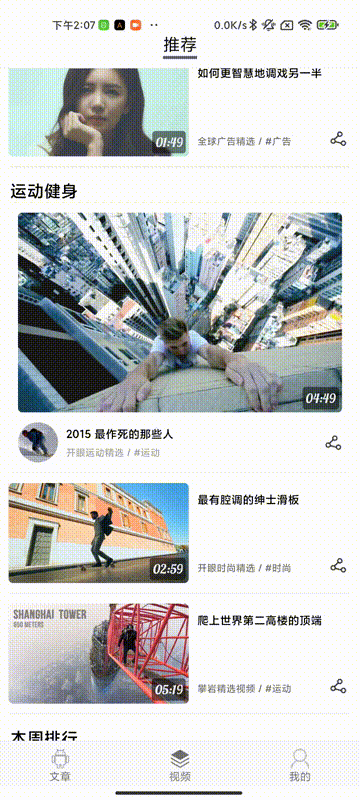 下午2:07
0.0K/s
推荐
如何更智慧地调戏另一半
01:49
全球广告精选 / #广告
运动健身
04:49
2015 最作死的那些人
开眼运动精选 / #运动
最有腔调的绅士滑板
02:59
开眼时尚精选 / #时尚
SHANGHAI TOWER
650 METERS
爬上世界第二高楼的顶端
05:19
攀岩精选视频 / #运动
本周排行
文章
视频
我的